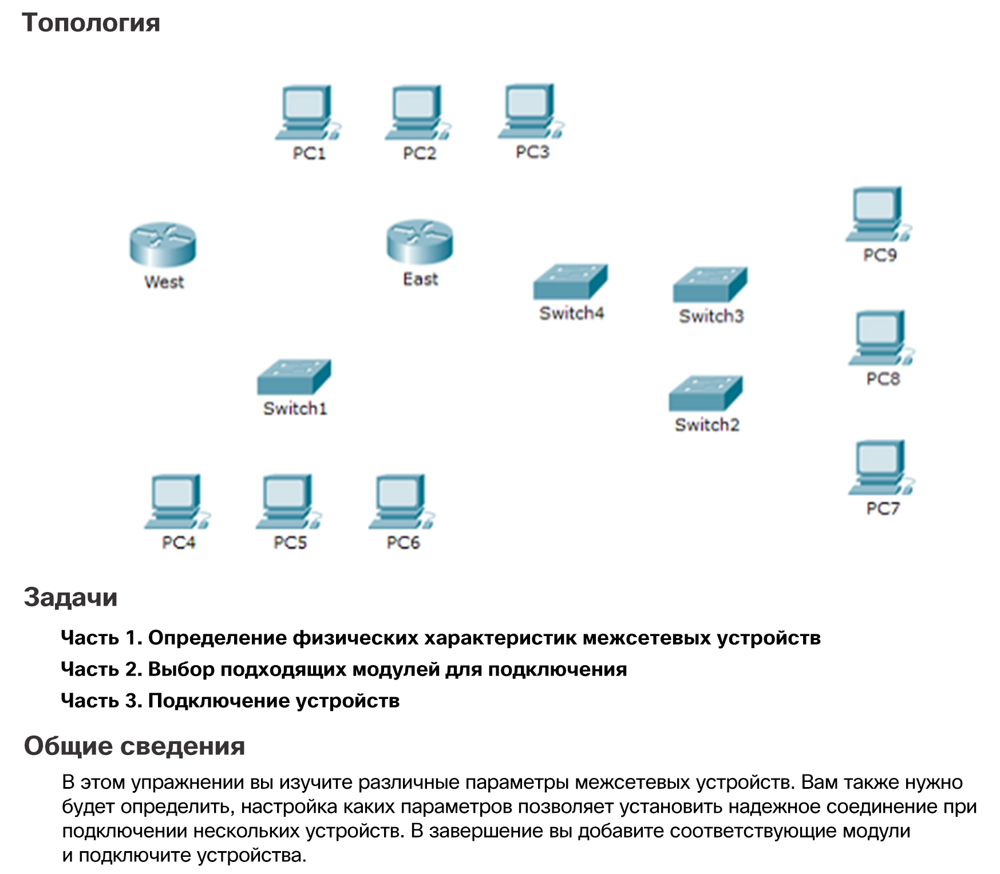 Топология
PC1
PC2
PC3
PC9
West
East
Switch4
Switch3
PC8
Switch1
Switch2
PC7
PC4
PC5
PC6
Задачи
Часть 1. Определение физических характеристик межсетевых устройств
Часть 2. Выбор подходящих модулей для подключения
Часть 3. Подключение устройств
Общие сведения
В этом упражнении вы изучите различные параметры межсетевых устройств. Вам также нужно
будет определить, настройка каких параметров позволяет установить надежное соединение при
подключении нескольких устройств. В завершение вы добавите соответствующие модули
и подключите устройства.